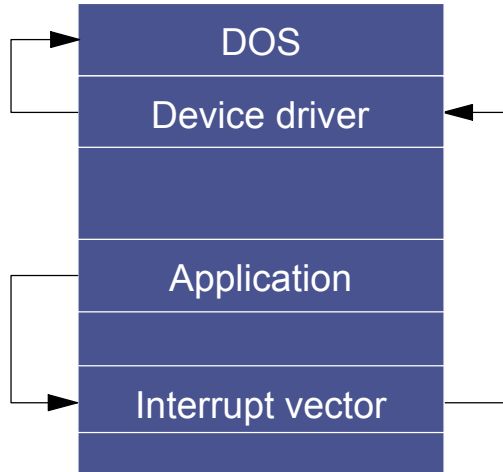 DOS
Device driver
Application
Interrupt vector